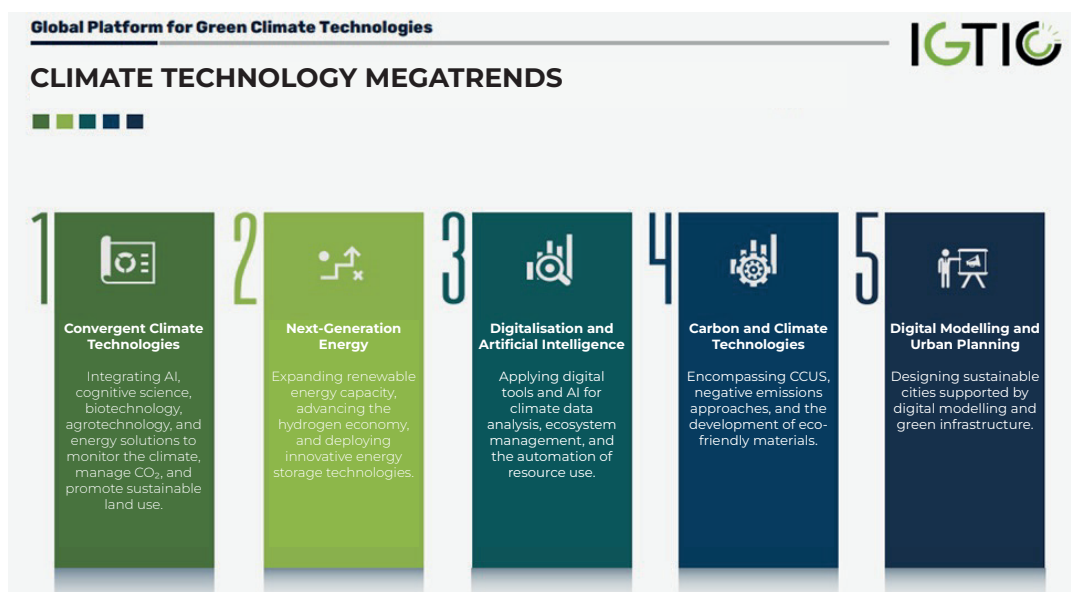 Global Platform for Green Climate Technologies
IGTIC
CLIMATE TECHNOLOGY MEGATRENDS
1
Convergent Climate
Technologies
Integrating AI,
cognitive science,
biotechnology,
agrotechnology, and
energy solutions to
monitor the climate,
manage CO₂, and
promote sustainable
land use.
2
Next-Generation
Energy
Expanding renewable
energy capacity,
advancing the
hydrogen economy,
and deploying
innovative energy
storage technologies.
3
Digitalisation and
Artificial Intelligence
Applying digital
tools and AI for
climate data
analysis, ecosystem
management, and
the automation of
resource use.
4
Carbon and Climate
Technologies
Encompassing CCUS,
negative emissions
approaches, and the
development of eco-
friendly materials.
5
Digital Modelling and
Urban Planning
Designing sustainable
cities supported by
digital modelling and
green infrastructure.